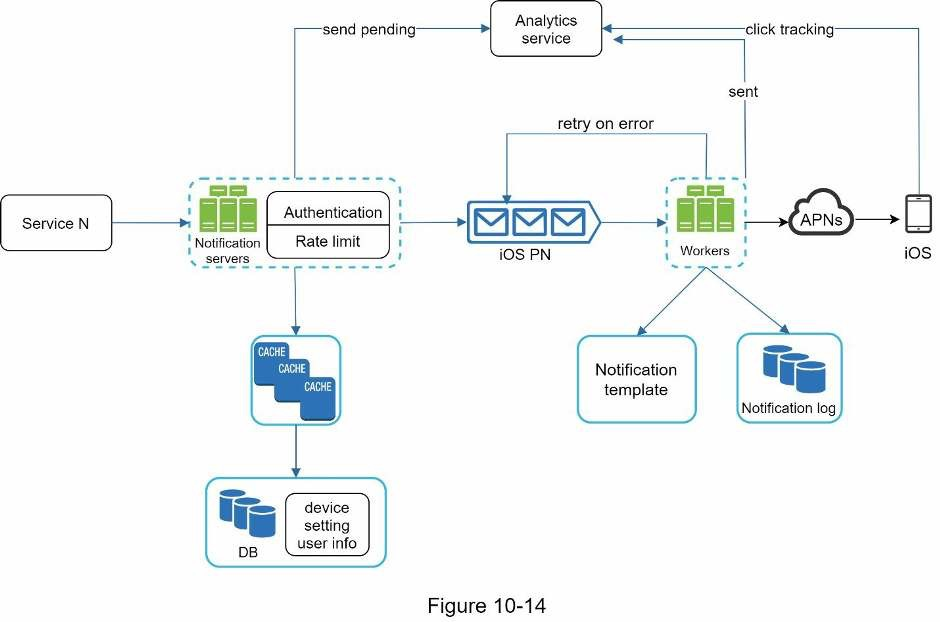 Analytics
service
send pending
click tracking
sent
retry on error
Service N
Notification
servers
Authentication
Rate limit
iOS PN
Workers
APNs
iOS
CACHE
CACHE
CACHE
Notification
template
Notification log
DB
device
setting
user info
Figure 10-14